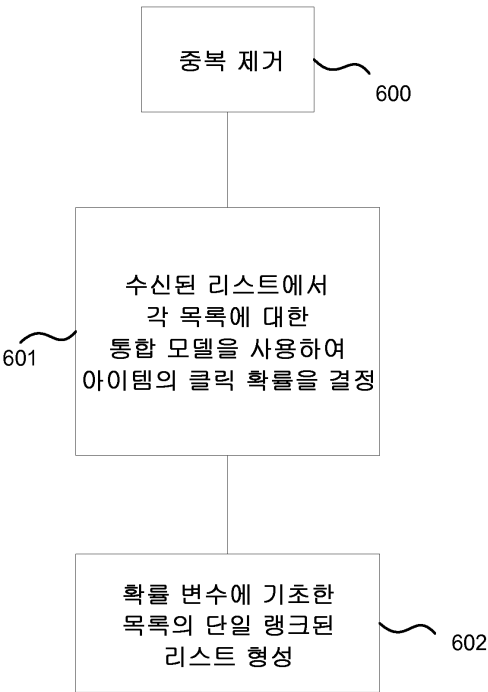 중복 제거
600
수신된 리스트에서
각 목록에 대한
통합 모델을 사용하여
아이템의 클릭 확률을 결정
601
확률 변수에 기초한
목록의 단일 랭크된
리스트 형성
602